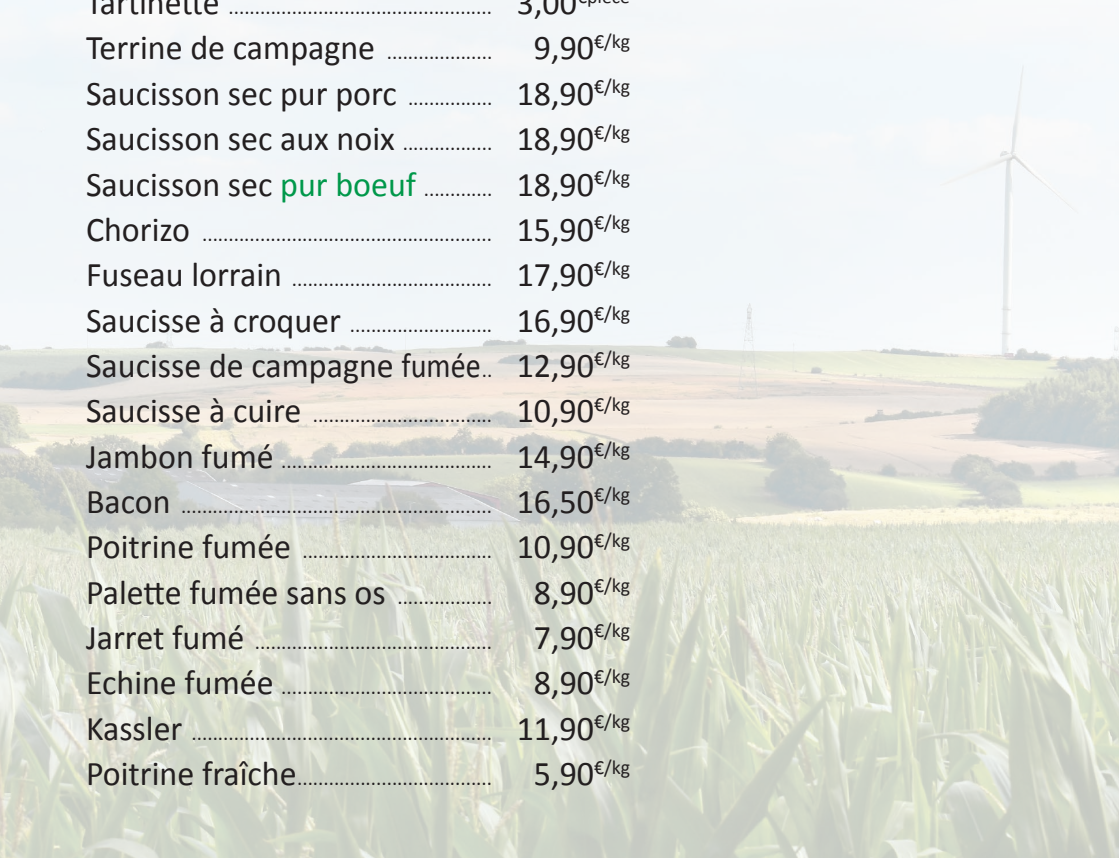 Tartinette ........ 3,00€pièce
Terrine de campagne ........ 9,90€/kg
Saucisson sec pur porc ........ 18,90€/kg
Saucisson sec aux noix ........ 18,90€/kg
Saucisson sec pur boeuf ........ 18,90€/kg
Chorizo ........ 15,90€/kg
Fuseau lorrain ........ 17,90€/kg
Saucisse à croquer ........ 16,90€/kg
Saucisse de campagne fumée.. 12,90€/kg
Saucisse à cuire ........ 10,90€/kg
Jambon fumé ........ 14,90€/kg
Bacon ........ 16,50€/kg
Poitrine fumée ........ 10,90€/kg
Palette fumée sans os ........ 8,90€/kg
Jarret fumé ........ 7,90€/kg
Echine fumée ........ 8,90€/kg
Kassler ........ 11,90€/kg
Poitrine fraîche........ 5,90€/kg